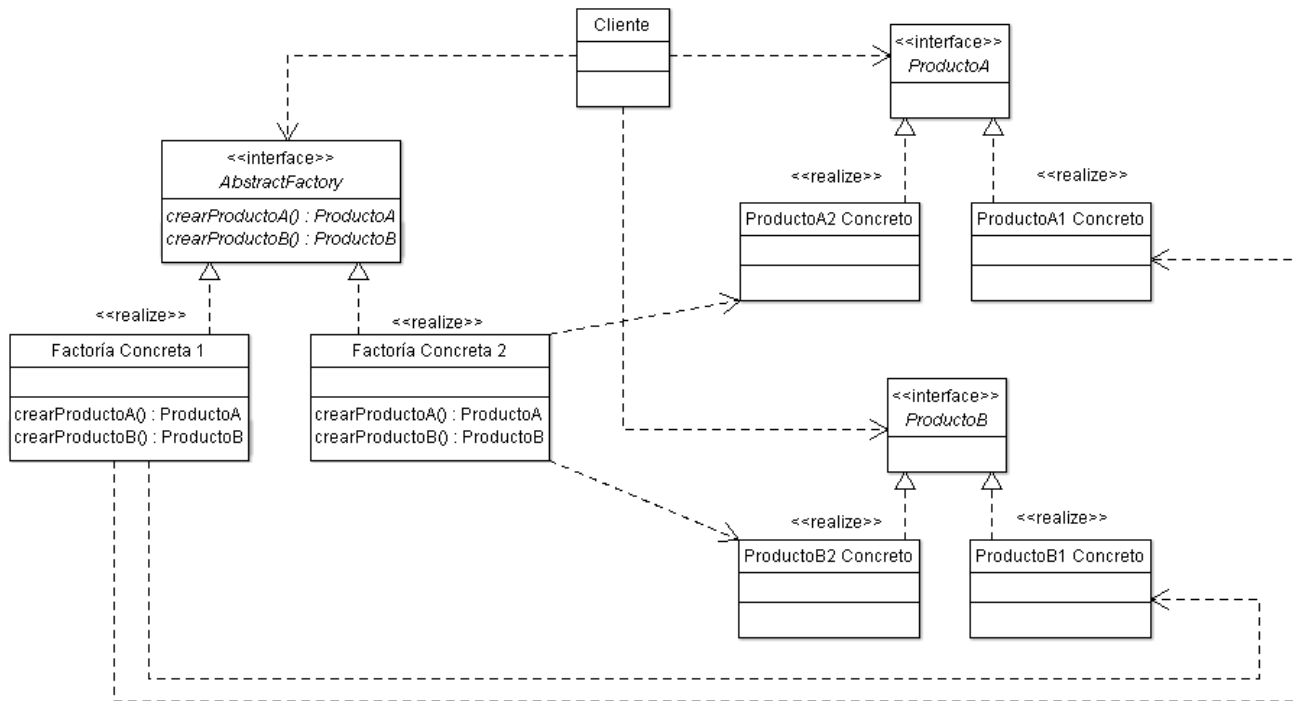 Cliente
<<interface>>
ProductoA
<<interface>>
AbstractFactory
crearProductoA() : ProductoA
crearProductoB() : ProductoB
<<realize>>
<<realize>>
ProductoA2 Concreto
ProductoA1 Concreto
<<realize>>
<<realize>>
Factoría Concreta 1
Factoría Concreta 2
crearProductoA() : ProductoA
crearProductoB() : ProductoB
crearProductoA() : ProductoA
crearProductoB() : ProductoB
<<interface>>
ProductoB
<<realize>>
<<realize>>
ProductoB2 Concreto
ProductoB1 Concreto